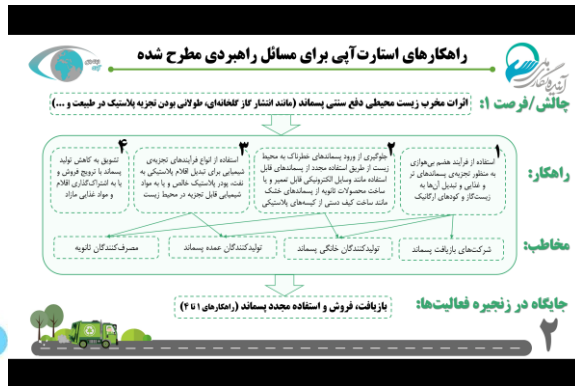 راهکارهای استارت‌آپی برای مسائل راهبردی مطرح شده
چالش/فرصت ۱:
اثرات مخرب زیست محیطی دفع سنتی پسماند (مانند انتشار گاز گلخانه‌ای، طولانی بودن تجزیه پلاستیک در طبیعت و ...)
راهکار:
۱
استفاده از فرآیند هضم بی‌هوازی
به منظور تجزیه‌ی پسماندهای تر
و غذایی و تبدیل آن‌ها به
زیست‌گاز و کودهای ارگانیک
۲
جلوگیری از ورود پسماندهای خطرناک به محیط
زیست از طریق استفاده مجدد از پسماندهای قابل
استفاده مانند وسایل الکترونیکی قابل تعمیر و یا
ساخت محصولات ثانویه از پسماندهای خشک
مانند ساخت کیف دستی از کیسه‌های پلاستیکی
۳
استفاده از انواع فرآیندهای تجزیه‌ی
شیمیایی برای تبدیل اقلام پلاستیکی به
نفت، پودر پلاستیک خالص و یا به مواد
شیمیایی قابل تجزیه در محیط زیست
۴
تشویق به کاهش تولید
پسماند با ترویج فروش و
یا به اشتراک‌گذاری اقلام
و مواد غذایی مازاد
مخاطب:
شرکت‌های بازیافت پسماند
تولیدکنندگان خانگی پسماند
تولیدکنندگان عمده پسماند
مصرف‌کنندگان ثانویه
جایگاه در زنجیره فعالیت‌ها:
بازیافت، فروش و استفاده مجدد پسماند (راهکارهای ۱ تا ۴)
۲